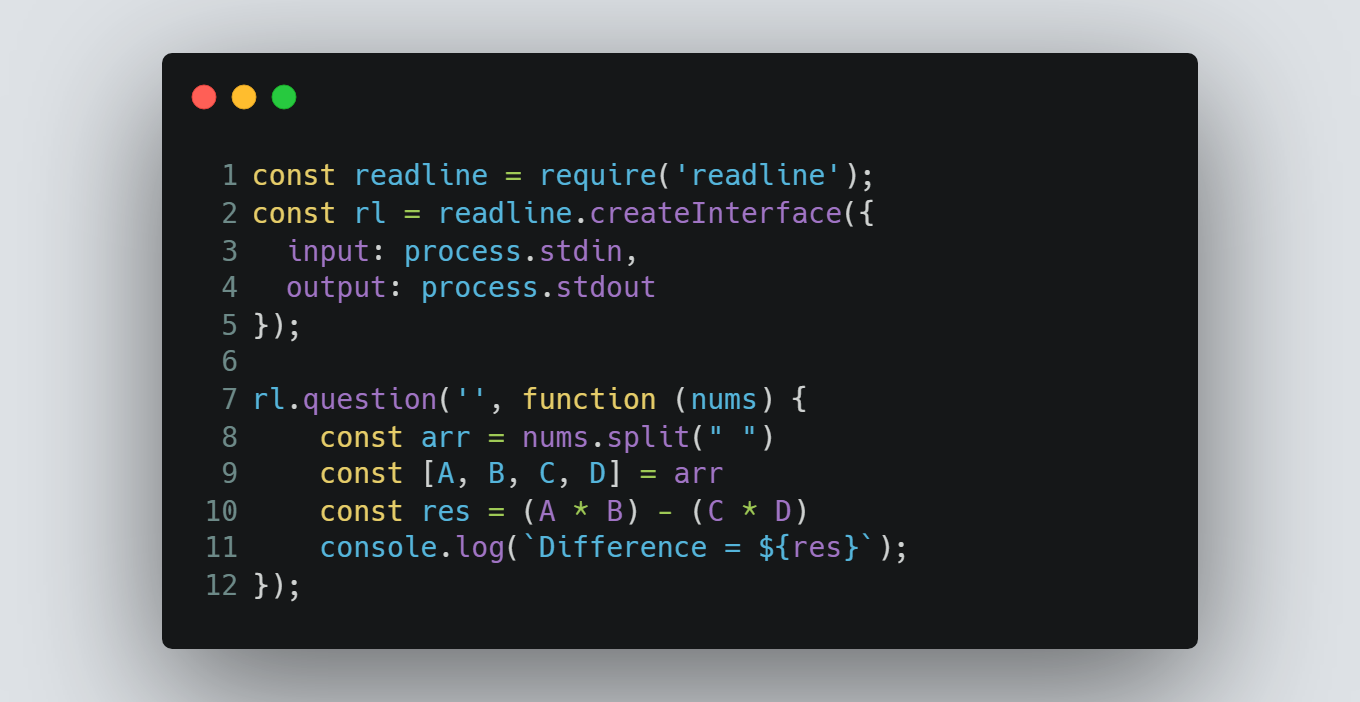 1 const readline = require('readline');
2 const rl = readline.createInterface({
3   input: process.stdin,
4   output: process.stdout
5 });
6
7 rl.question('', function (nums) {
8     const arr = nums.split(" ")
9     const [A, B, C, D] = arr
10     const res = (A * B) - (C * D)
11     console.log(`Difference = ${res}`);
12 });